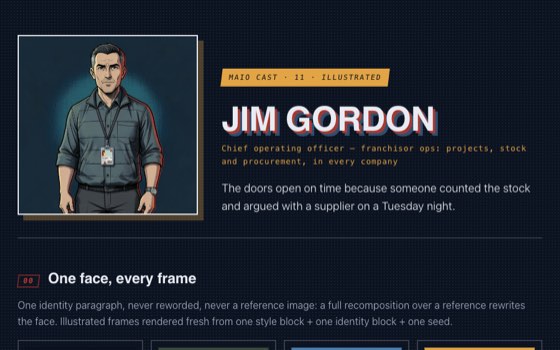 MAIO CAST · 11 · ILLUSTRATED
JIM GORDON
Chief operating officer — franchisor ops: projects, stock
and procurement, in every company
The doors open on time because someone counted the stock
and argued with a supplier on a Tuesday night.
00 One face, every frame
One identity paragraph, never reworded, never a reference image: a full recomposition over a reference rewrites
the face. Illustrated frames rendered fresh from one style block + one identity block + one seed.